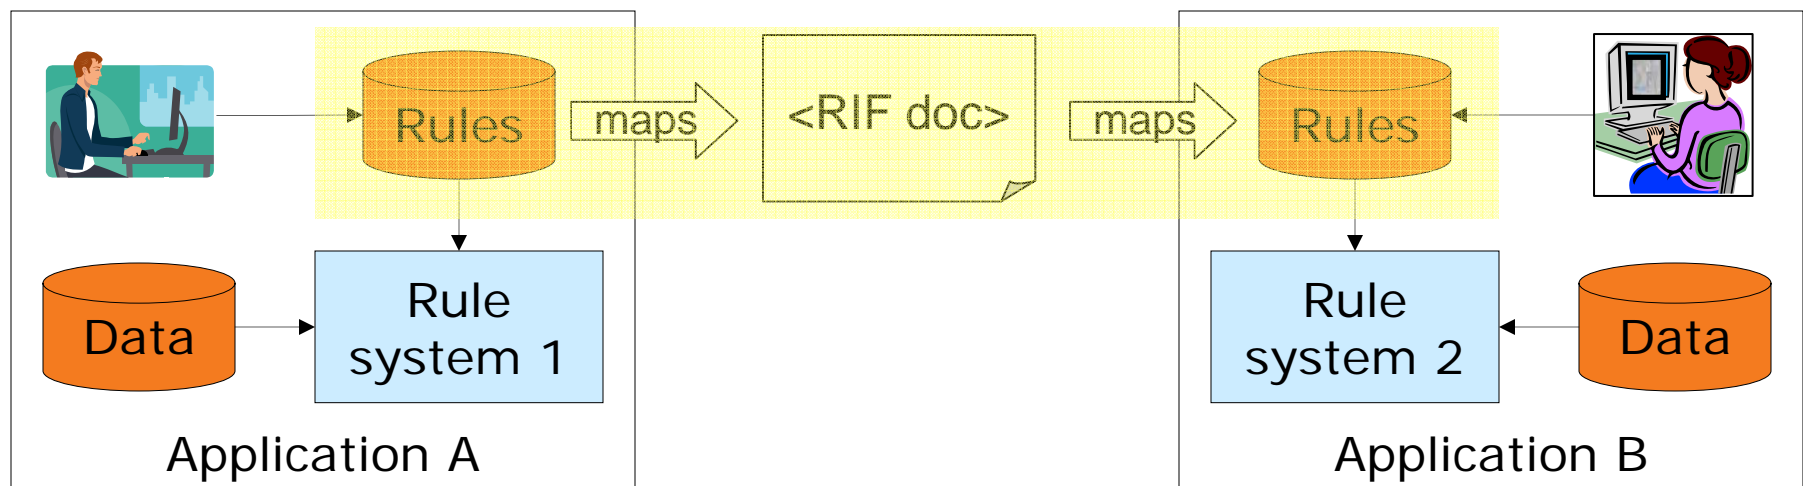 Rules
maps
<RIF doc>
maps
Rules
Data
Rule
system 1
Rule
system 2
Data
Application A
Application B